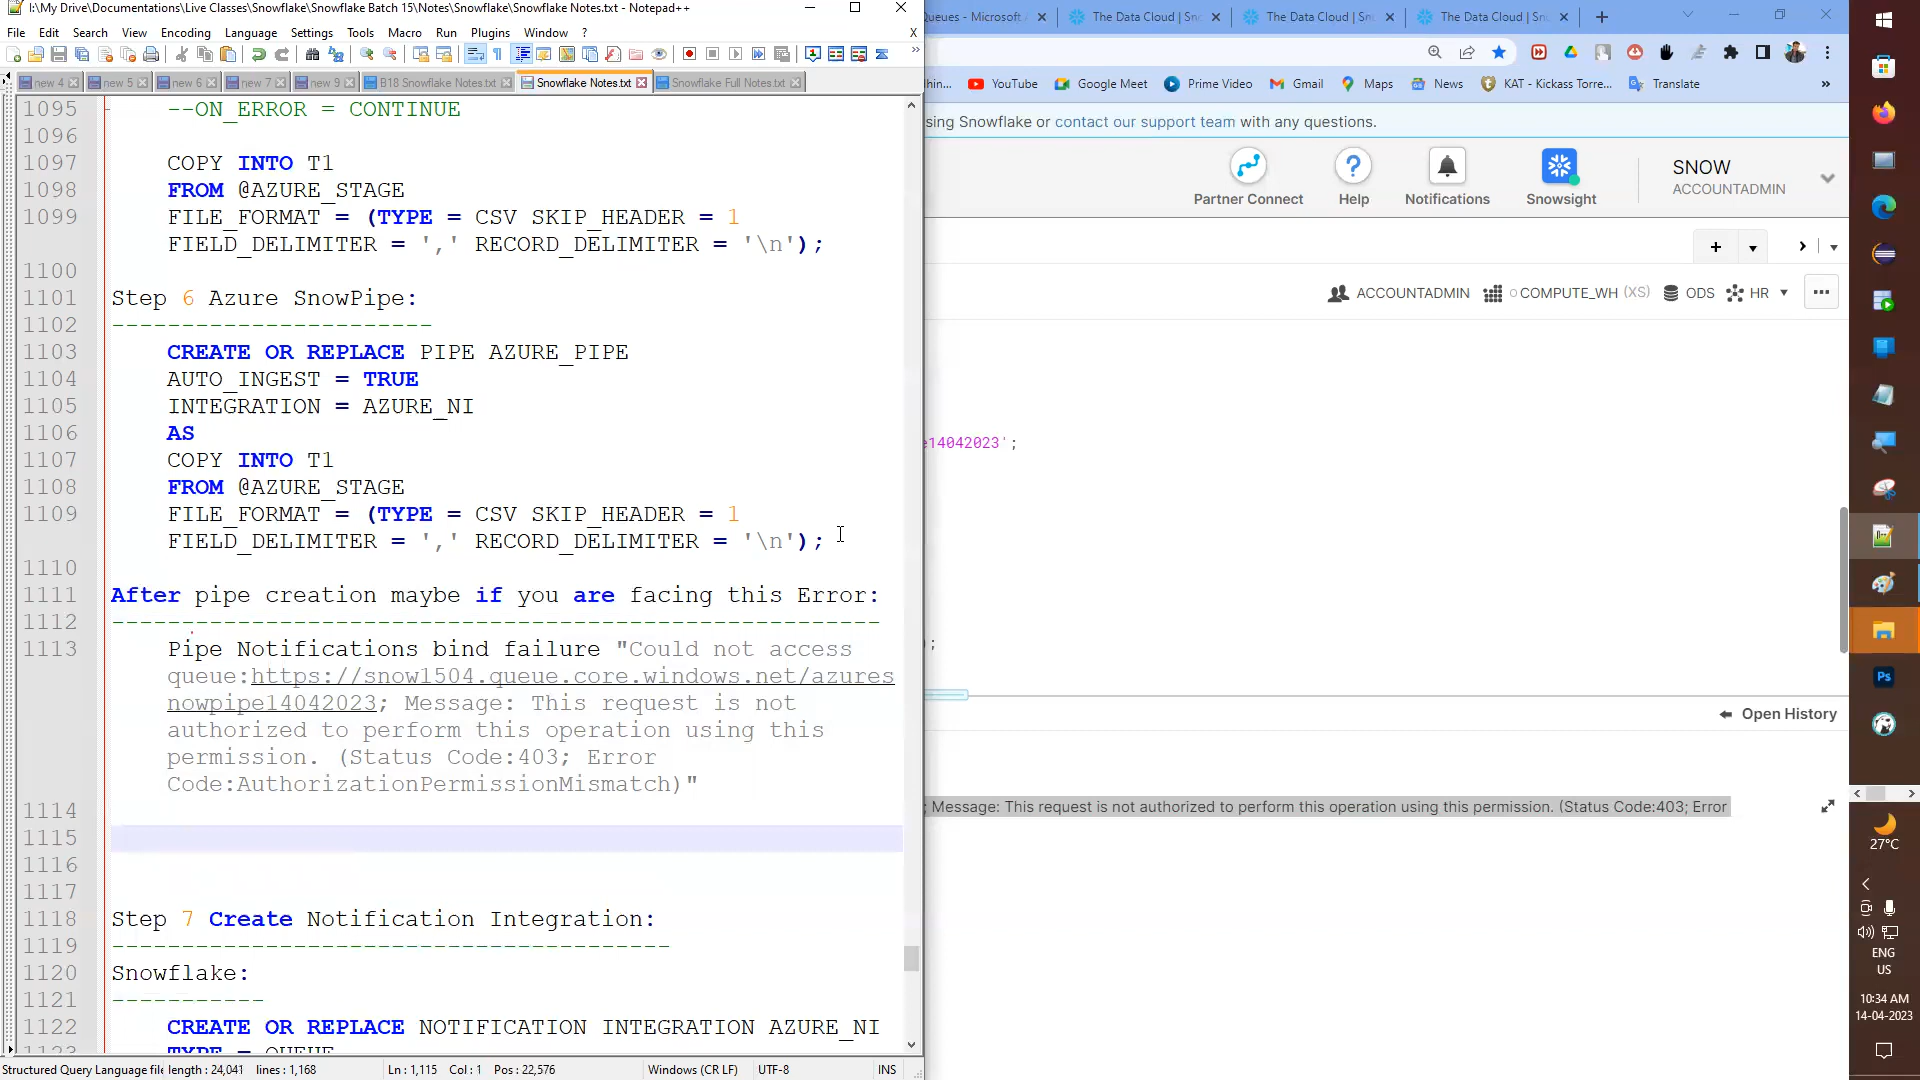 I:\My Drive\Documentations\Live Classes\Snowflake\Snowflake Batch 15\Notes\Snowflake\Snowflake Notes.txt - Notepad++
File Edit Search View Encoding Language Settings Tools Macro Run Plugins Window ? X
new 4 new 5 new 6 new 7 new 9 B18 Snowflake Notes.txt Snowflake Notes.txt Snowflake Full Notes.txt
1095 --ON_ERROR = CONTINUE
1096
1097 COPY INTO T1
1098 FROM @AZURE_STAGE
1099 FILE_FORMAT = (TYPE = CSV SKIP_HEADER = 1
FIELD_DELIMITER = ',' RECORD_DELIMITER = '\n');
1100
1101 Step 6 Azure SnowPipe:
1102 -----------------------
1103 CREATE OR REPLACE PIPE AZURE_PIPE
1104 AUTO_INGEST = TRUE
1105 INTEGRATION = AZURE_NI
1106 AS
1107 COPY INTO T1
1108 FROM @AZURE_STAGE
1109 FILE_FORMAT = (TYPE = CSV SKIP_HEADER = 1
FIELD_DELIMITER = ',' RECORD_DELIMITER = '\n');
1110
1111 After pipe creation maybe if you are facing this Error:
1112 -------------------------------------------------------
1113 Pipe Notifications bind failure "Could not access
queue:https://snow1504.queue.core.windows.net/azures
nowpipe14042023; Message: This request is not
authorized to perform this operation using this
permission. (Status Code:403; Error
Code:AuthorizationPermissionMismatch)"
1114
1115
1116
1117
1118 Step 7 Create Notification Integration:
1119 ----------------------------------------
1120 Snowflake:
1121 -----------
1122 CREATE OR REPLACE NOTIFICATION INTEGRATION AZURE_NI
1123 TYPE = QUEUE
Structured Query Language file length : 24,041 lines : 1,168 Ln : 1,115 Col : 1 Pos : 22,576 Windows (CR LF) UTF-8 INS
Queues - Microsoft The Data Cloud | Sn The Data Cloud | Sn The Data Cloud | Sn
YouTube Google Meet Prime Video Gmail Maps News KAT - Kickass Torre... Translate »
sing Snowflake or contact our support team with any questions.
Partner Connect Help Notifications Snowsight
SNOW
ACCOUNTADMIN
ACCOUNTADMIN COMPUTE_WH (XS) ODS HR
e14042023';
);
Open History
; Message: This request is not authorized to perform this operation using this permission. (Status Code:403; Error
Ps
27°C
ENG
US
10:34 AM
14-04-2023